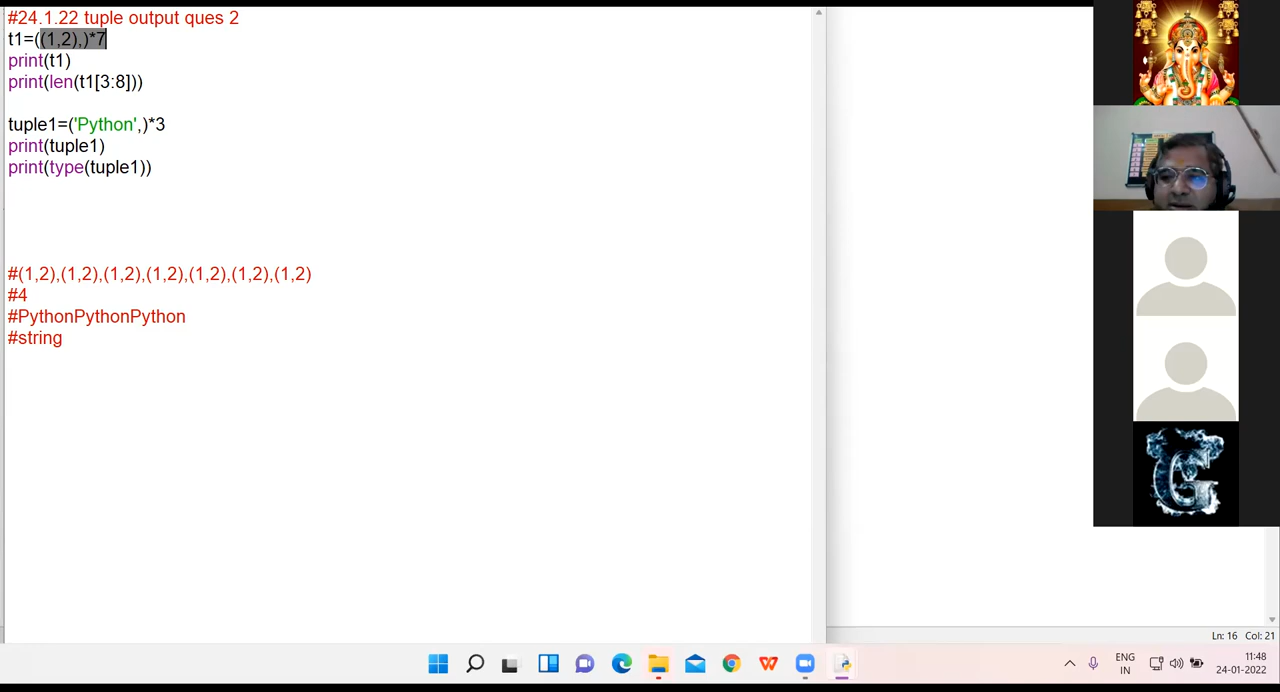 #24.1.22 tuple output ques 2
t1=((1,2),)*7
print(t1)
print(len(t1[3:8]))
tuple1=('Python',)*3
print(tuple1)
print(type(tuple1))
#(1,2),(1,2),(1,2),(1,2),(1,2),(1,2),(1,2)
#4
#PythonPythonPython
#string
Ln: 16 Col: 21
ENG
IN
11:48
24-01-2022